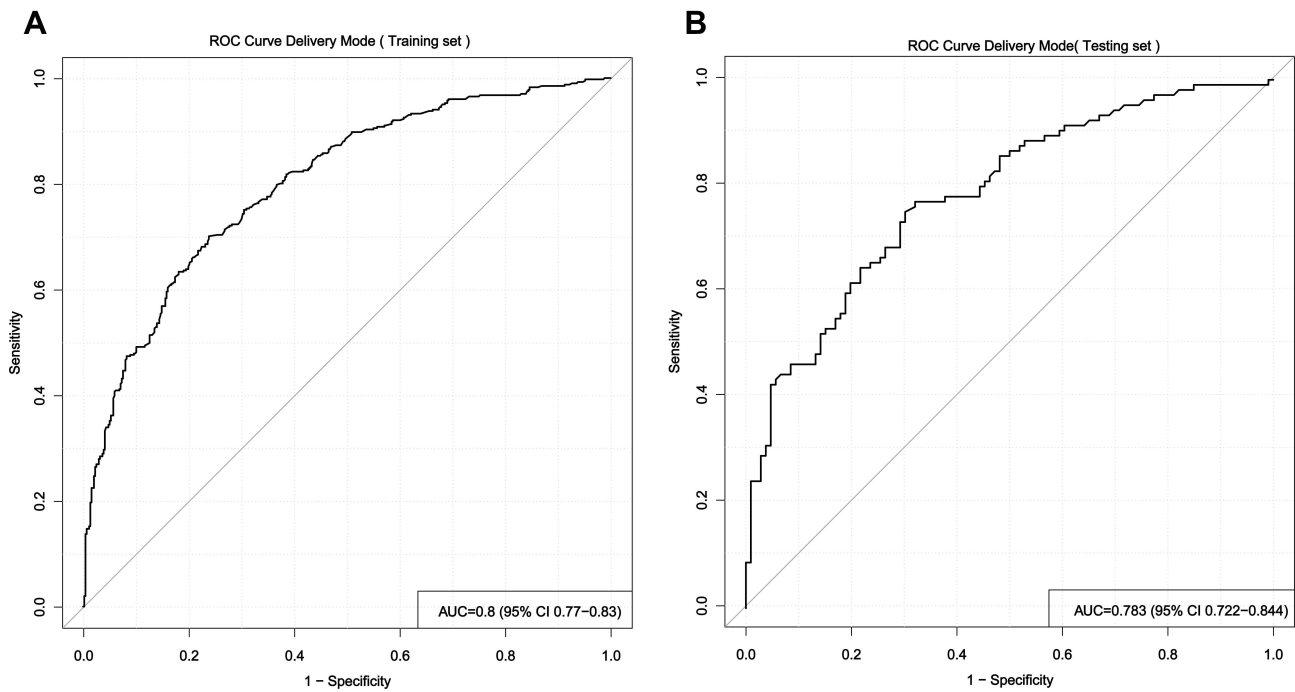 A
ROC Curve Delivery Mode ( Training set )
Sensitivity
1.0
0.8
0.6
0.4
0.2
0.0
AUC=0.8 (95% CI 0.77−0.83)
0.0 0.2 0.4 0.6 0.8 1.0
1 − Specificity
B
ROC Curve Delivery Mode( Testing set )
Sensitivity
1.0
0.8
0.6
0.4
0.2
0.0
AUC=0.783 (95% CI 0.722−0.844)
0.0 0.2 0.4 0.6 0.8 1.0
1 − Specificity